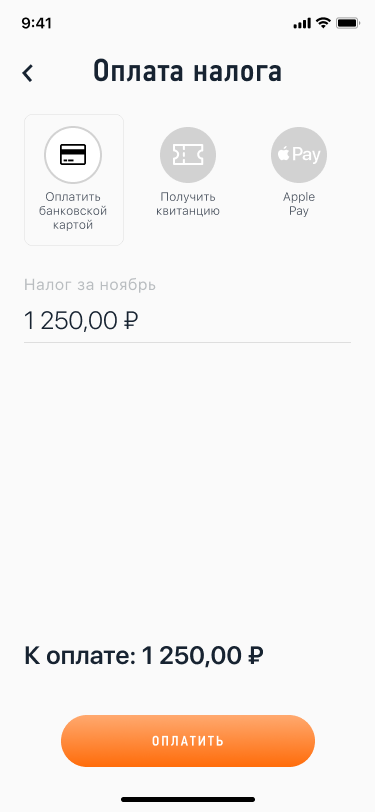 9:41
Оплата налога
Оплатить
банковской
картой
Pay
Получить
квитанцию
Apple
Pay
Налог за ноябрь
1 250,00 ₽
К оплате: 1 250,00 ₽
ОПЛАТИТЬ